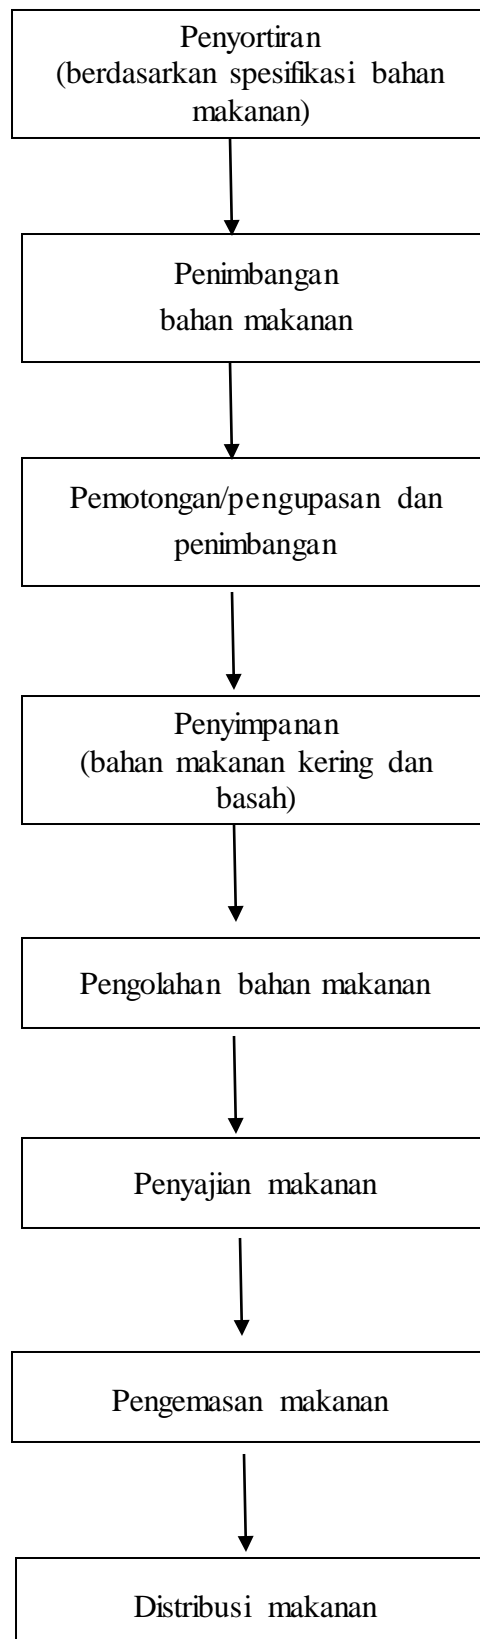 Penyortiran
(berdasarkan spesifikasi bahan
makanan)
Penimbangan
bahan makanan
Pemotongan/pengupasan dan
penimbangan
Penyimpanan
(bahan makanan kering dan
basah)
Pengolahan bahan makanan
Penyajian makanan
Pengemasan makanan
Distribusi makanan